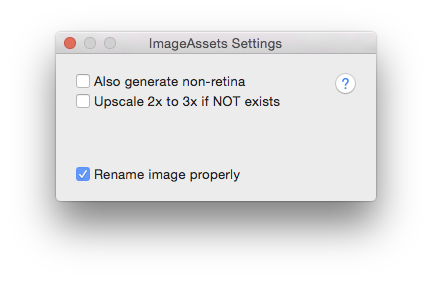 ImageAssets Settings
Also generate non-retina
?
Upscale 2x to 3x if NOT exists
Rename image properly